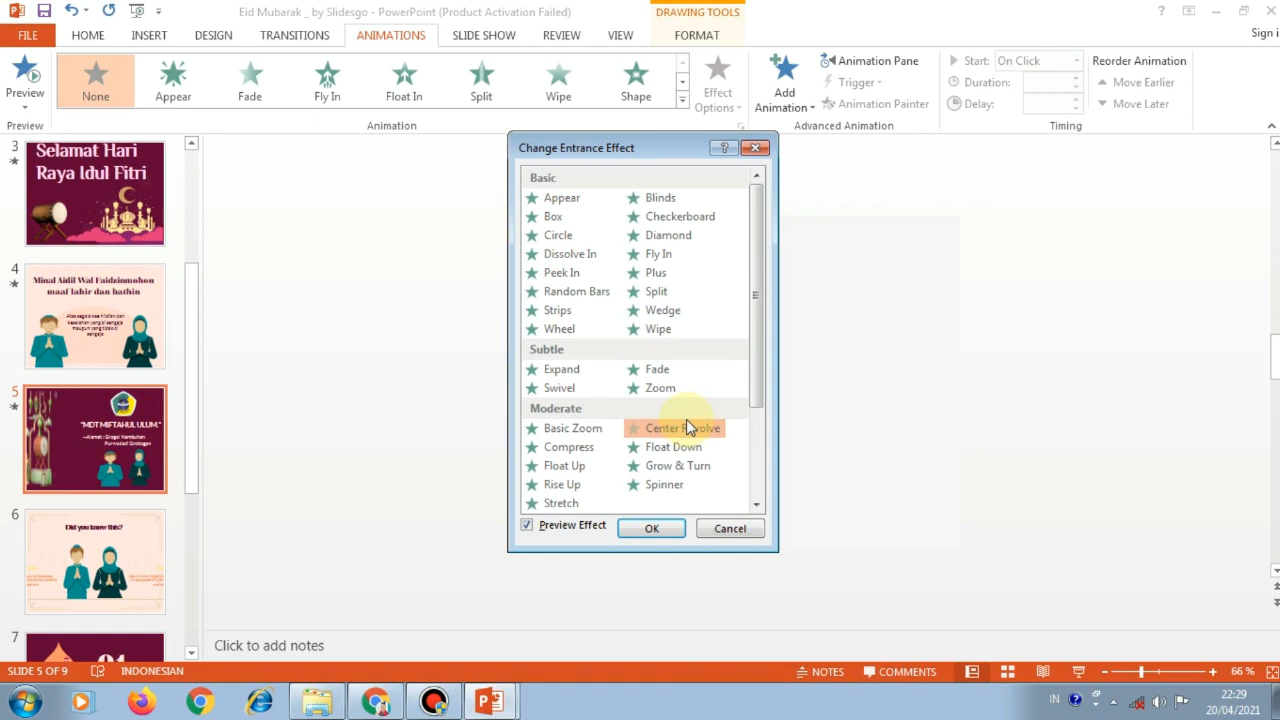 Eid Mubarak _ by Slidesgo - PowerPoint (Product Activation Failed)
DRAWING TOOLS
FILE HOME INSERT DESIGN TRANSITIONS ANIMATIONS SLIDE SHOW REVIEW VIEW FORMAT Sign i
Preview
None Appear Fade Fly In Float In Split Wipe Shape
Effect Options
Add Animation
Animation Pane
Trigger
Animation Painter
Start: On Click
Duration:
Delay:
Reorder Animation
Move Earlier
Move Later
Preview Animation Advanced Animation Timing
3
Selamat Hari
Raya Idul Fitri
4
Minal Aidil Wal Faidzinmohon
maaf lahir dan bathin
5
"MDT MIFTAHUL ULUM."
6
Did you know this?
7
01
Change Entrance Effect
Basic
Appear Blinds
Box Checkerboard
Circle Diamond
Dissolve In Fly In
Peek In Plus
Random Bars Split
Strips Wedge
Wheel Wipe
Subtle
Expand Fade
Swivel Zoom
Moderate
Basic Zoom Center Revolve
Compress Float Down
Float Up Grow & Turn
Rise Up Spinner
Stretch
Preview Effect OK Cancel
Click to add notes
SLIDE 5 OF 9 INDONESIAN NOTES COMMENTS 66 %
IN 22:29
20/04/2021